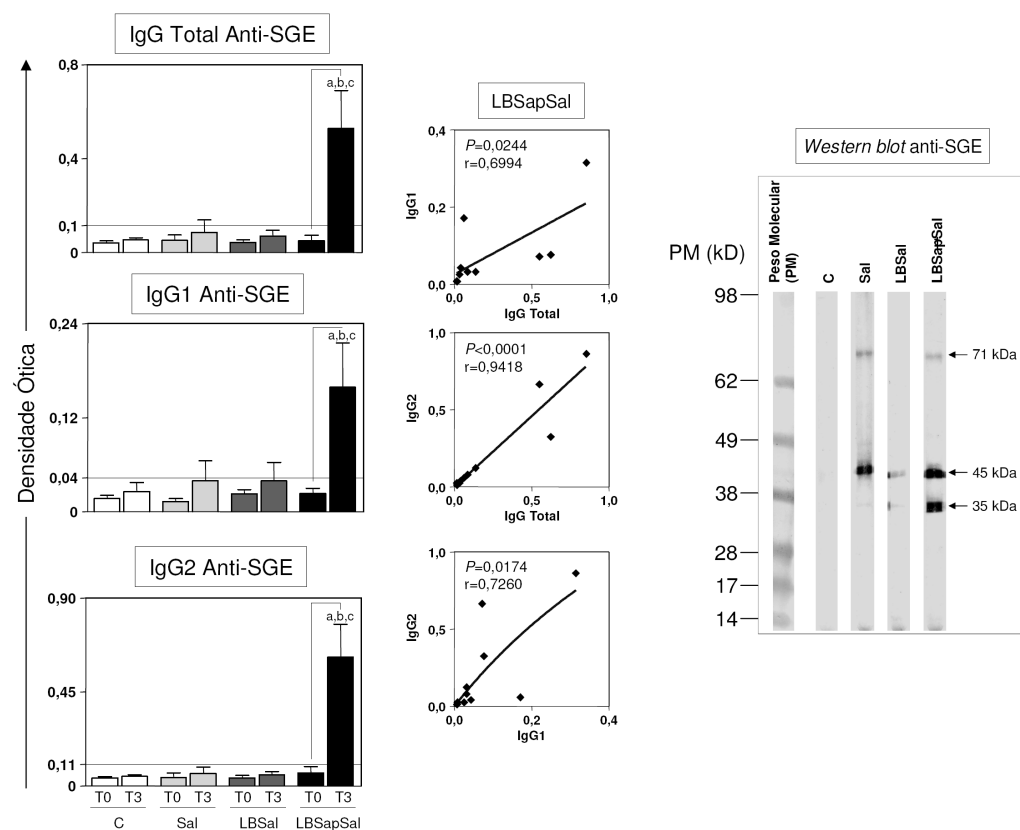 IgG Total Anti-SGE
Densidade Ótica
0,8
0,4
0,1
0
a,b,c
IgG1 Anti-SGE
0,24
0,12
0,04
0
a,b,c
IgG2 Anti-SGE
0,90
0,45
0,11
0
a,b,c
T0 T3 T0 T3 T0 T3 T0 T3
C Sal LBSal LBSapSal
LBSapSal
P=0,0244
r=0,6994
IgG1
0,4
0,2
0,0
0,0 0,5 1,0
IgG Total
P<0,0001
r=0,9418
IgG2
1,0
0,5
0,0
0,0 0,5 1,0
IgG Total
P=0,0174
r=0,7260
IgG2
1,0
0,5
0,0
0,0 0,2 0,4
IgG1
Western blot anti-SGE
PM (kD)
Peso Molecular
(PM)
C
Sal
LBSal
LBSapSal
98
62
49
38
28
17
14
71 kDa
45 kDa
35 kDa